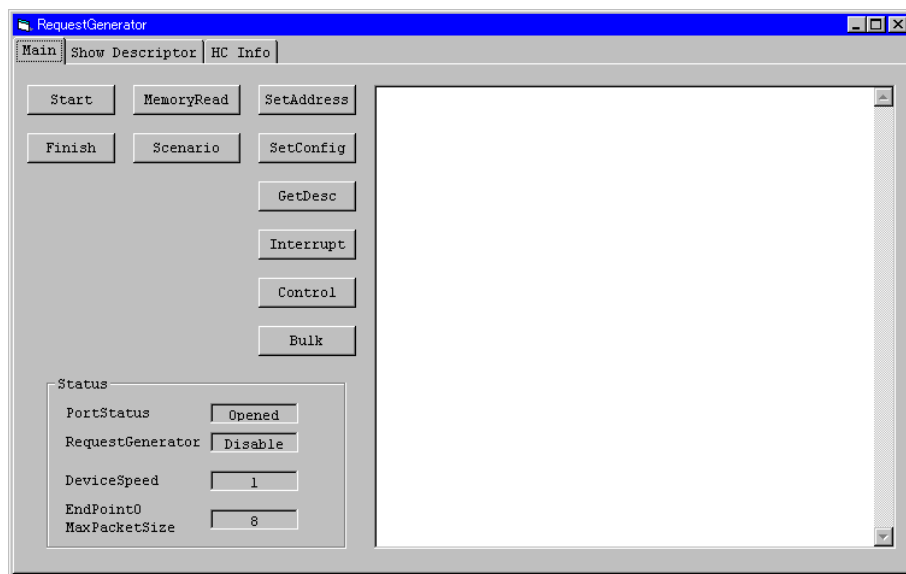 RequestGenerator
Main Show Descriptor HC Info
Start MemoryRead SetAddress
Finish Scenario SetConfig
GetDesc
Interrupt
Control
Bulk
Status
PortStatus Opened
RequestGenerator Disable
DeviceSpeed 1
EndPoint0
MaxPacketSize 8